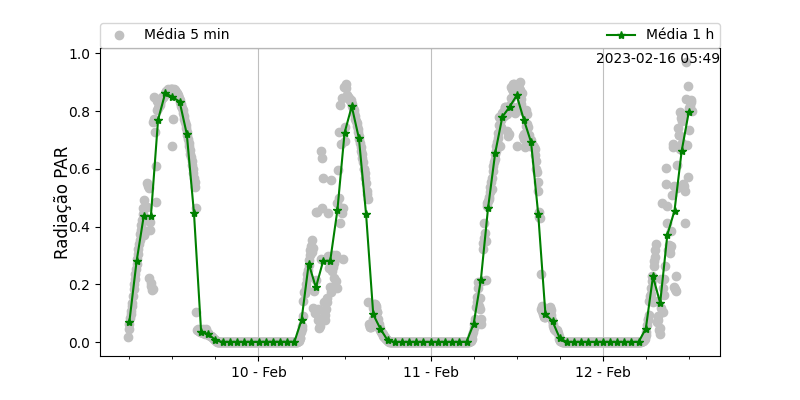 Média 5 min
Média 1 h
2023-02-16 05:49
Radiação PAR
1.0
0.8
0.6
0.4
0.2
0.0
10 - Feb
11 - Feb
12 - Feb